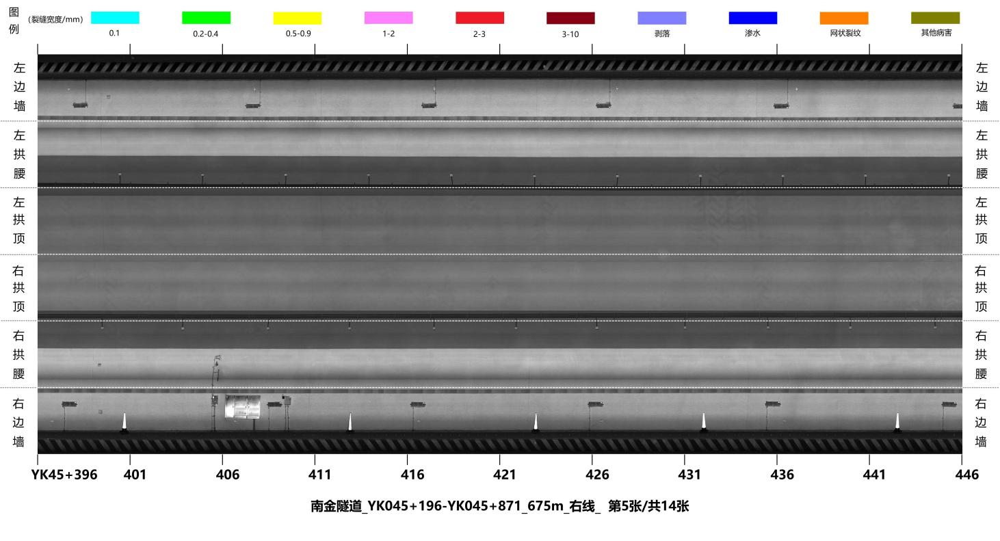 图例
(裂缝宽度/mm)
0.1 0.2-0.4 0.5-0.9 1-2 2-3 3-10 剥落 渗水 网状裂纹 其他病害
左边墙 左边墙
左拱腰 左拱腰
左拱顶 左拱顶
右拱顶 右拱顶
右拱腰 右拱腰
右边墙 右边墙
YK45+396 401 406 411 416 421 426 431 436 441 446
南金隧道_YK045+196-YK045+871_675m_右线_ 第5张/共14张